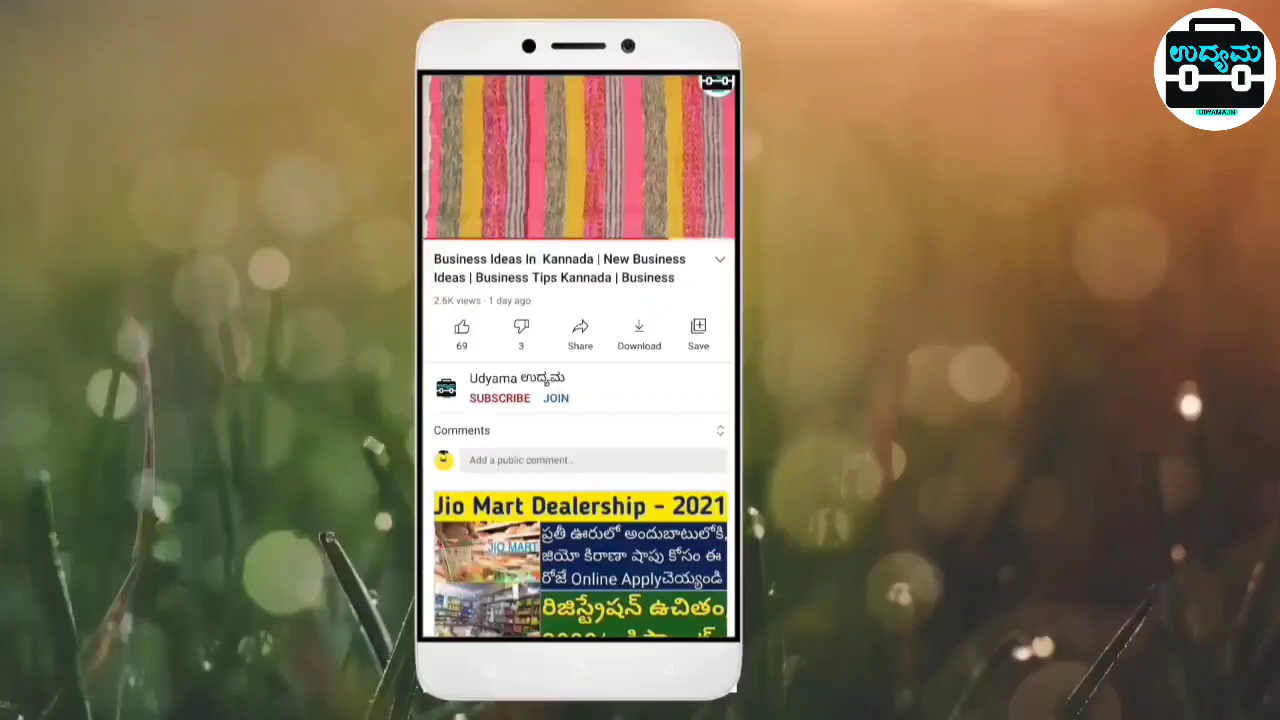 ಉದ್ಯಮ
UDYAMA.IN
Business Ideas In Kannada | New Business
Ideas | Business Tips Kannada | Business
2.6K views · 1 day ago
69
3
Share
Download
Save
Udyama ಉದ್ಯಮ
SUBSCRIBE JOIN
Comments
Add a public comment...
Jio Mart Dealership - 2021
JIO MART
ప్రతీ ఊరులో అందుబాటులోకి,
జియో కిరాణా షాపు కోసం ఈ
రోజే Online Applyచెయ్యండి
రిజిస్ట్రేషన్ ఉచితం,